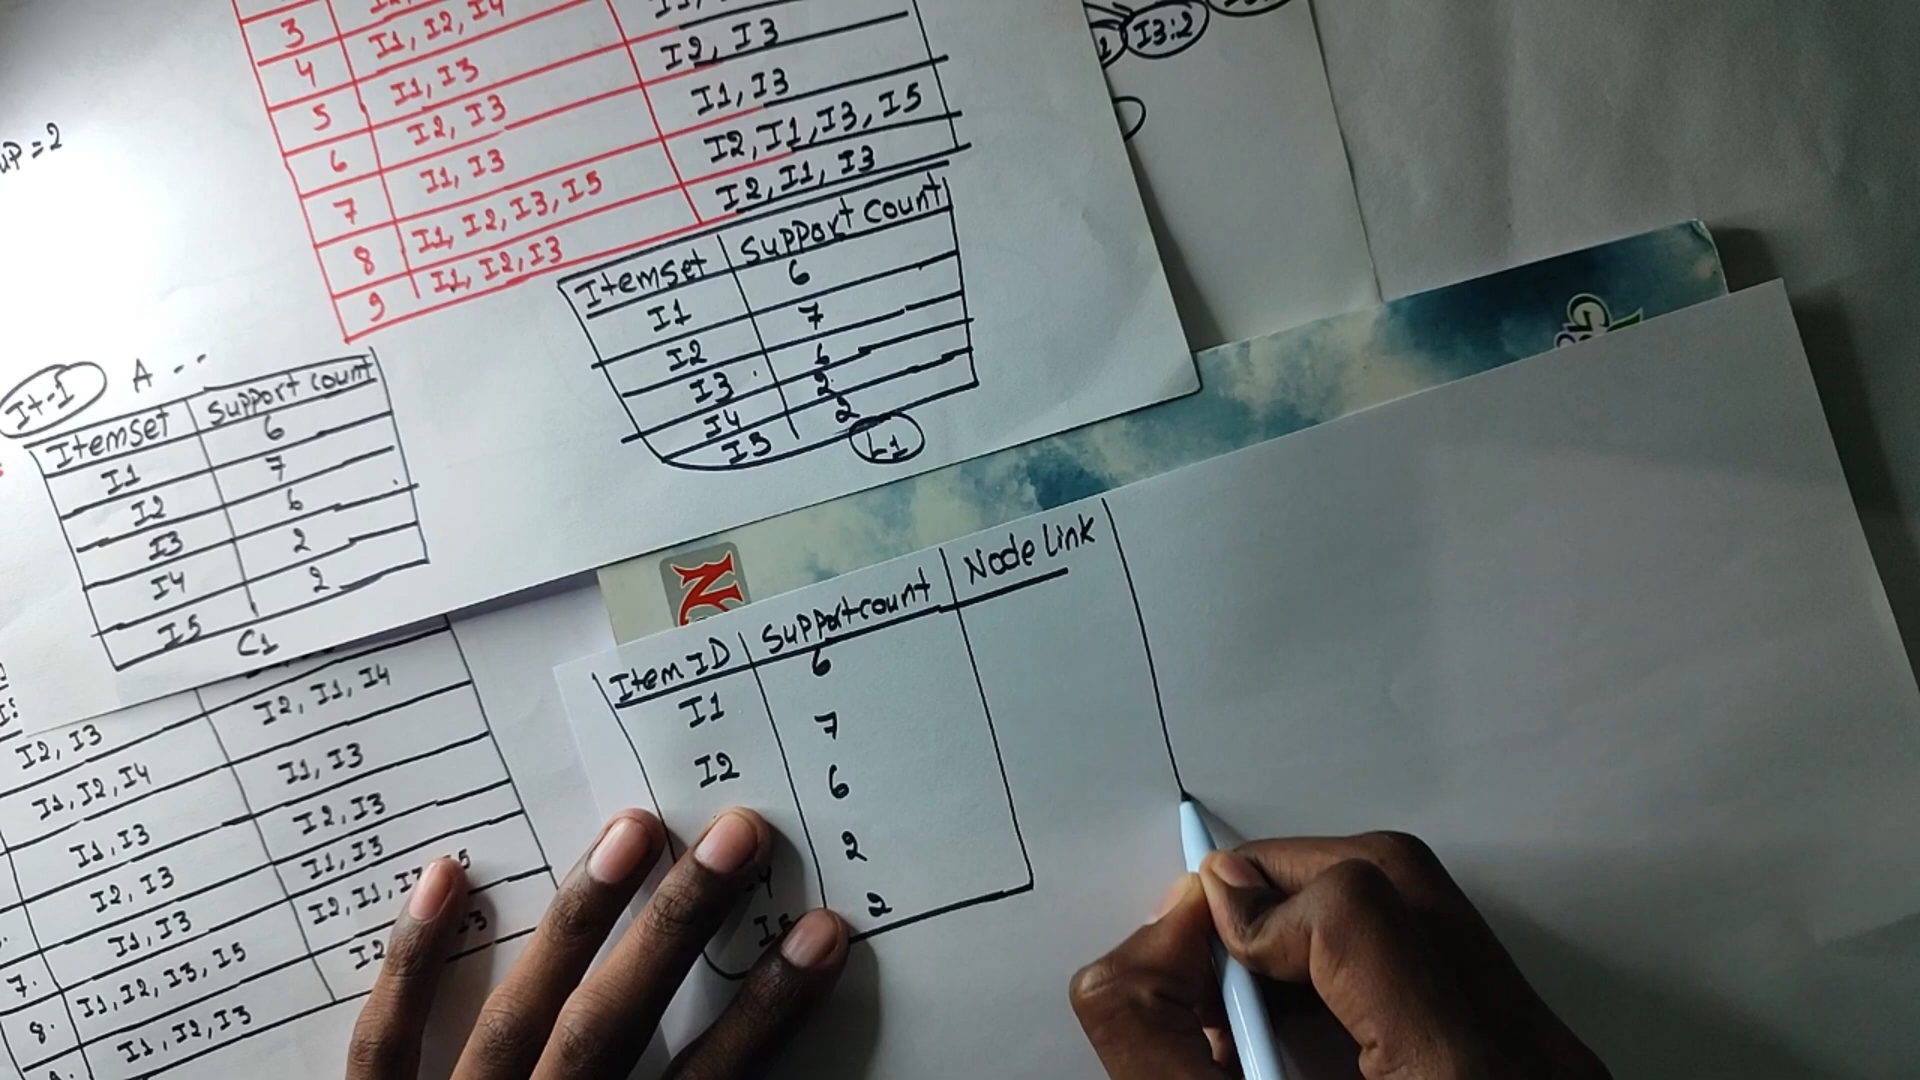 3 I1, I2, I4
4 I1, I3 I2, I3
5 I2, I3 I1, I3
6 I1, I3 I2, I1, I3, I5
7 I1, I2, I3, I5 I2, I1, I3
8 I1, I2, I3
9
UP = 2
I3:2
Itemset Support count
I1 6
I2 7
I3 6
I4 2
I3 2
L1
It-1 A
Itemset Support count
I1 6
I2 7
I3 6
I4 2
I5 2
C1
I2, I3 I2, I1, I4
I1, I2, I4 I1, I3
I1, I3 I2, I3
I2, I3 I1, I3
7. I1, I3 I2, I1,
8. I1, I2, I3, I5 I2
I1, I2, I3
Item ID Support count Node link
I1 6
I2 7
6
2
2